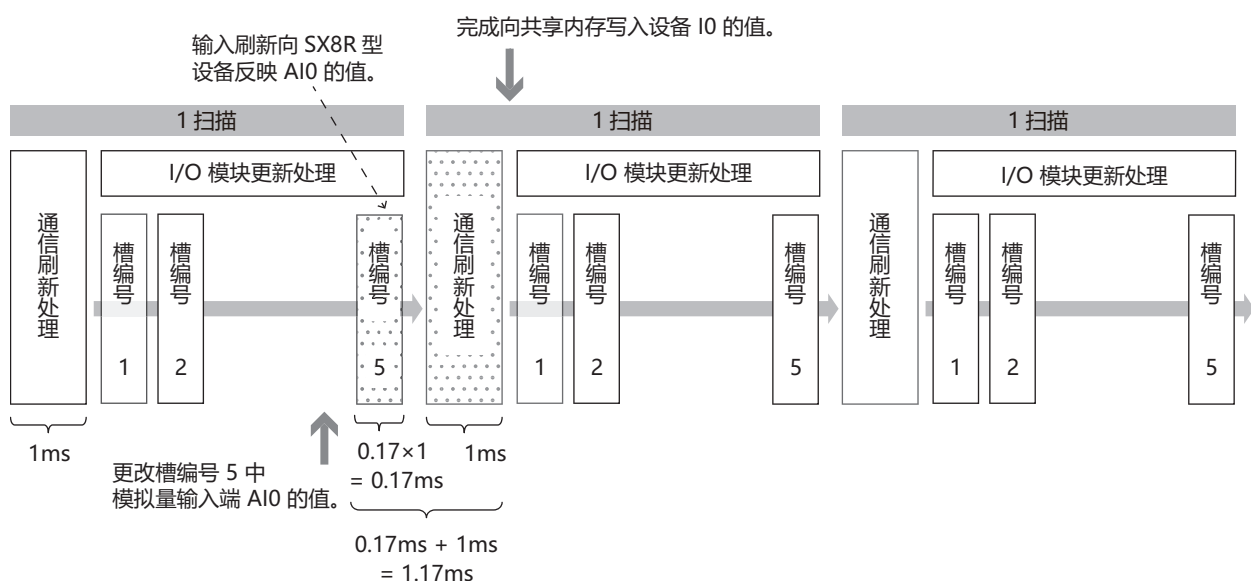 完成向共享内存写入设备 I0 的值。
输入刷新向 SX8R 型
设备反映 AI0 的值。
1 扫描
1 扫描
1 扫描
通信刷新处理
I/O 模块更新处理
槽编号
1
槽编号
2
槽编号
5
通信刷新处理
I/O 模块更新处理
槽编号
1
槽编号
2
槽编号
5
通信刷新处理
I/O 模块更新处理
槽编号
1
槽编号
2
槽编号
5
1ms
更改槽编号 5 中
模拟量输入端 AI0 的值。
0.17×1
= 0.17ms
1ms
0.17ms + 1ms
= 1.17ms